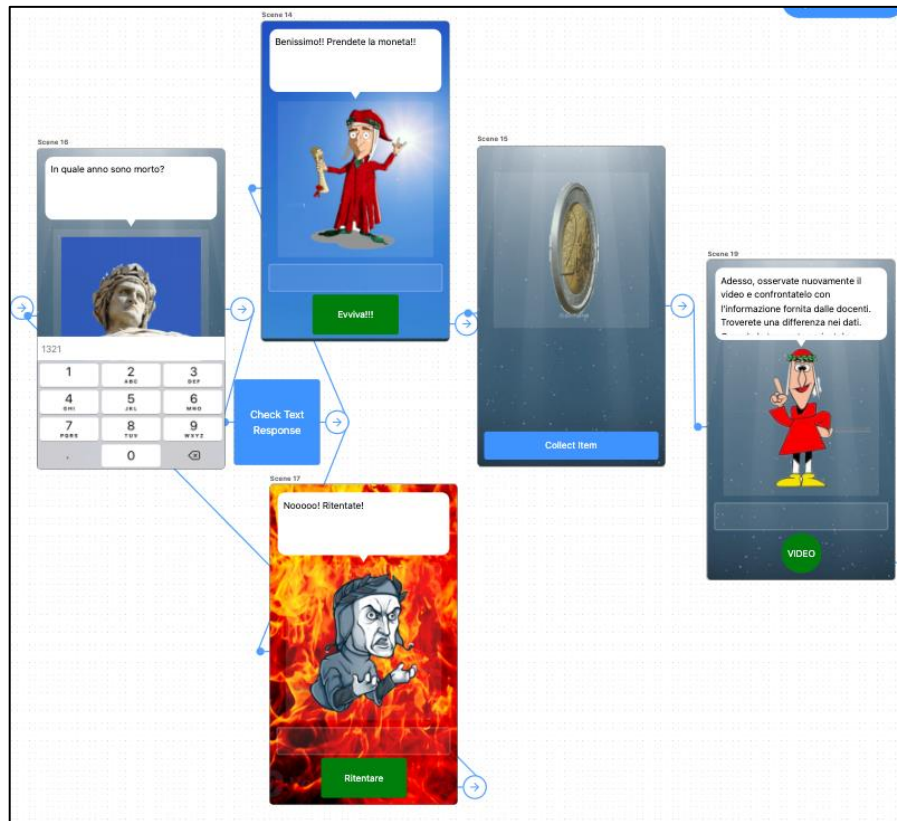 Scene 14
Benissimo!! Prendete la moneta!!
Evviva!!!
Scene 16
In quale anno sono morto?
1321
1
2
ABC
3
DEF
4
GHI
5
JKL
6
MNO
7
PQRS
8
TUV
9
WXYZ
.
0
Check Text
Response
Scene 15
Collect Item
Scene 17
Nooooo! Ritentate!
Ritentare
Scene 19
Adesso, osservate nuovamente il
video e confrontatelo con
l'informazione fornita dalle docenti.
Troverete una differenza nei dati.
VIDEO